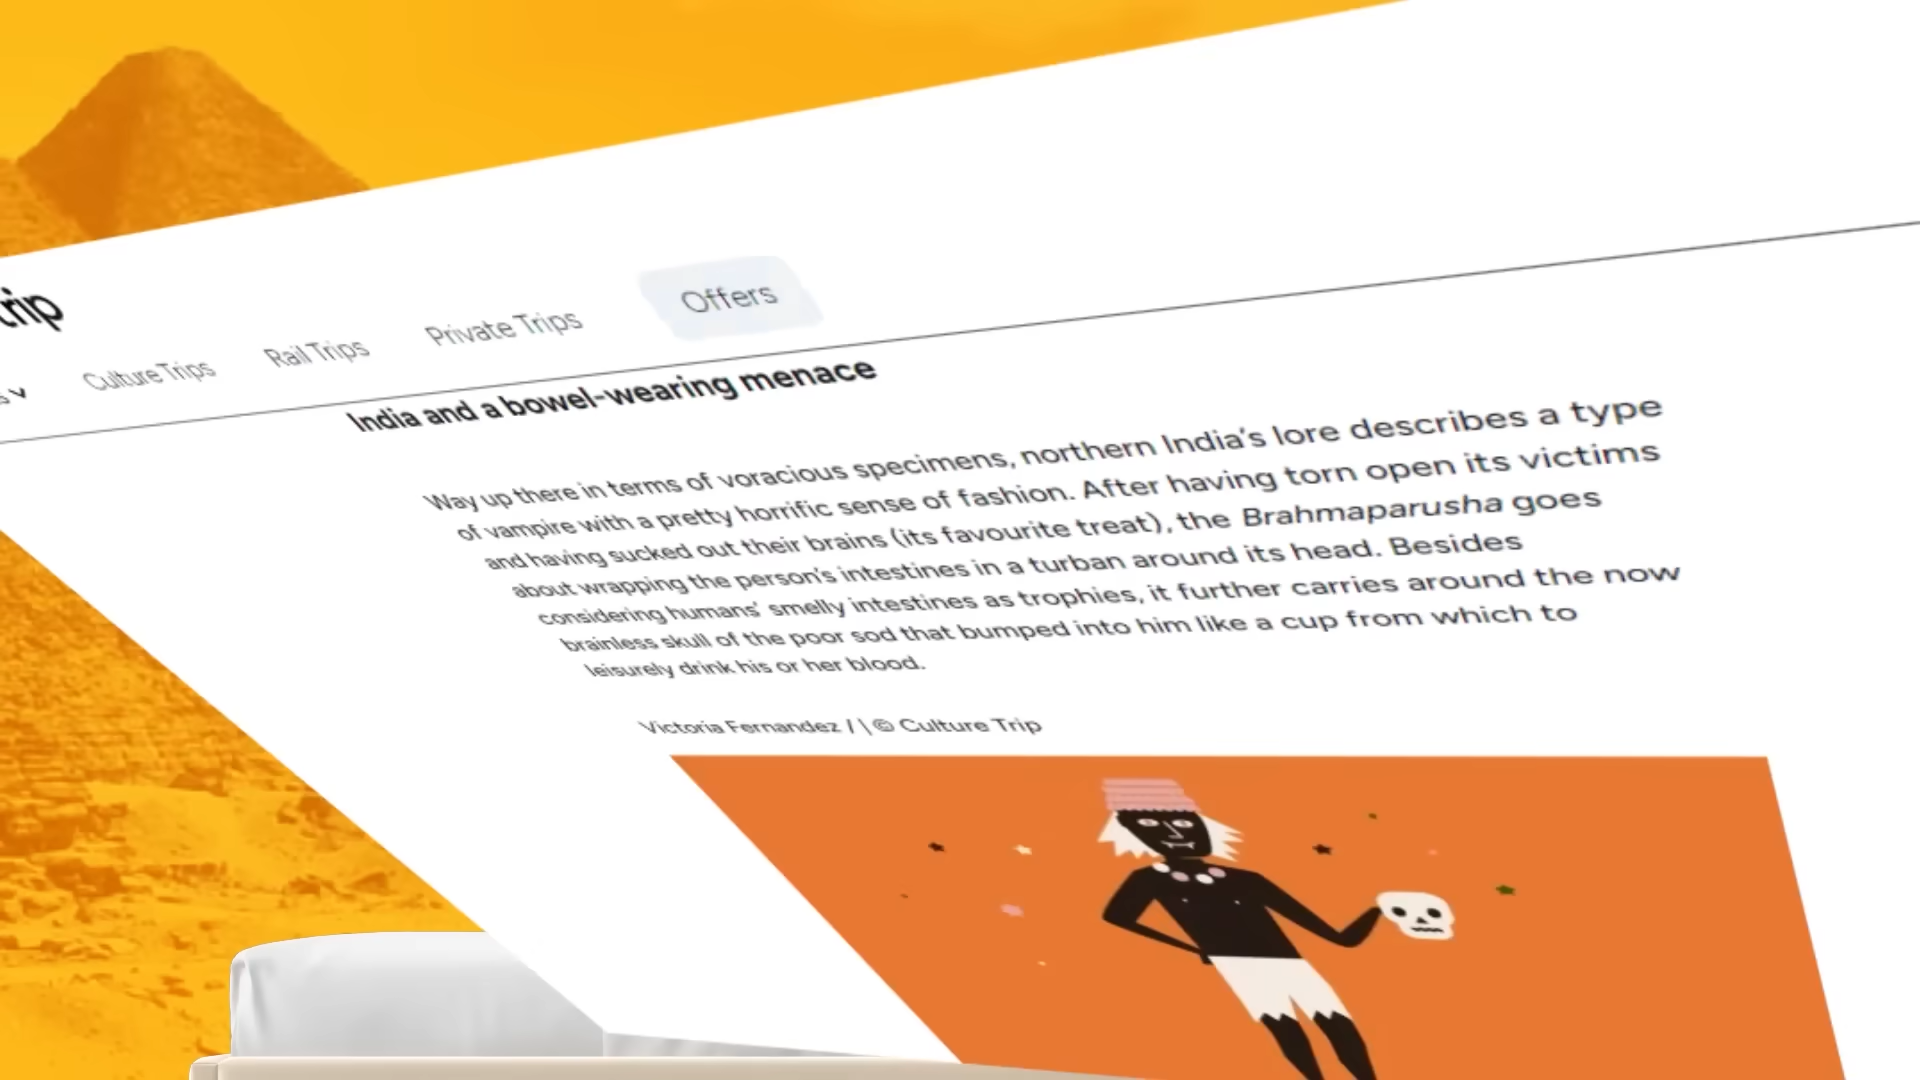 trip
Culture Trips
Rail Trips
Private Trips
Offers
India and a bowel-wearing menace
Way up there in terms of voracious specimens, northern India's lore describes a type
of vampire with a pretty horrific sense of fashion. After having torn open its victims
and having sucked out their brains (its favourite treat), the Brahmaparusha goes
about wrapping the person's intestines in a turban around its head. Besides
considering humans' smelly intestines as trophies, it further carries around the now
brainless skull of the poor sod that bumped into him like a cup from which to
leisurely drink his or her blood.
Victoria Fernandez / | © Culture Trip